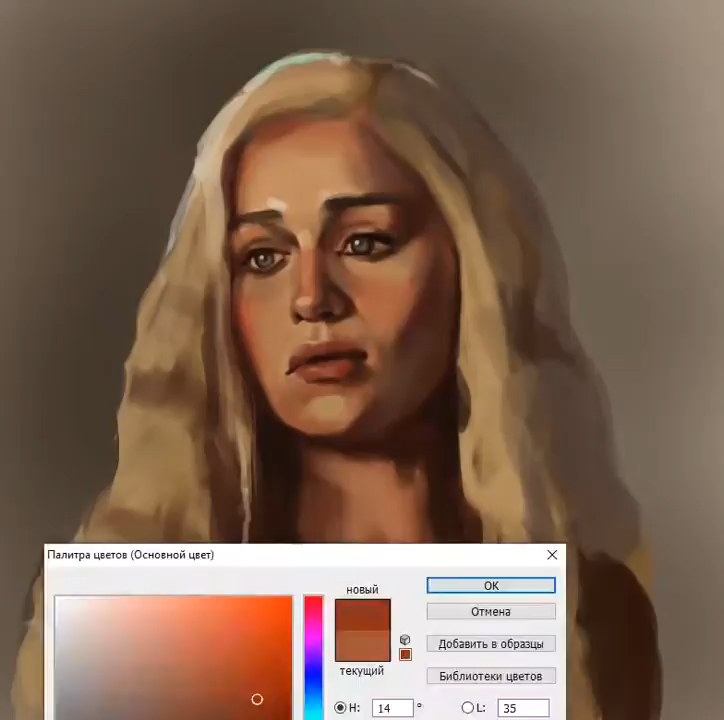 Палитра цветов (Основной цвет)
новый
OK
Отмена
Добавить в образцы
текущий
Библиотеки цветов
H: 14 °
L: 35